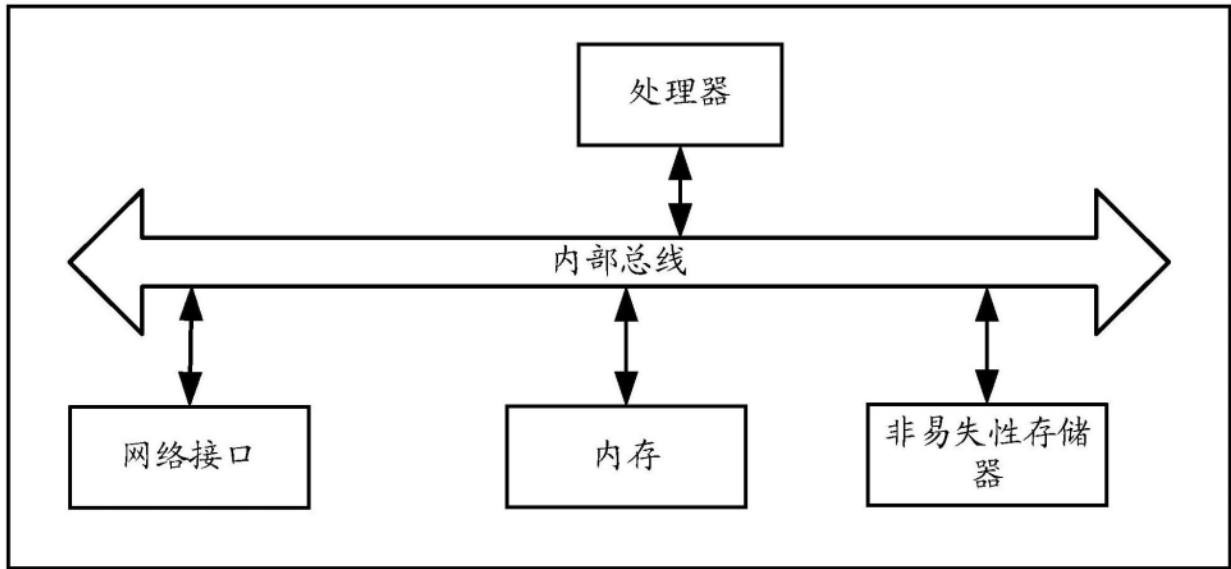 处理器
内部总线
网络接口
内存
非易失性存储
器